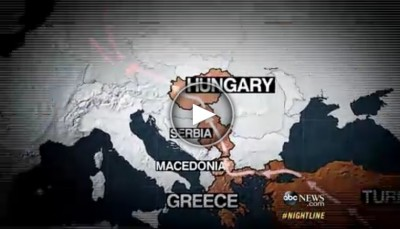 HUNGARY
SERBIA
MACEDONIA
GREECE
TUR
abc NEWS
.com
#NIGHTLINE